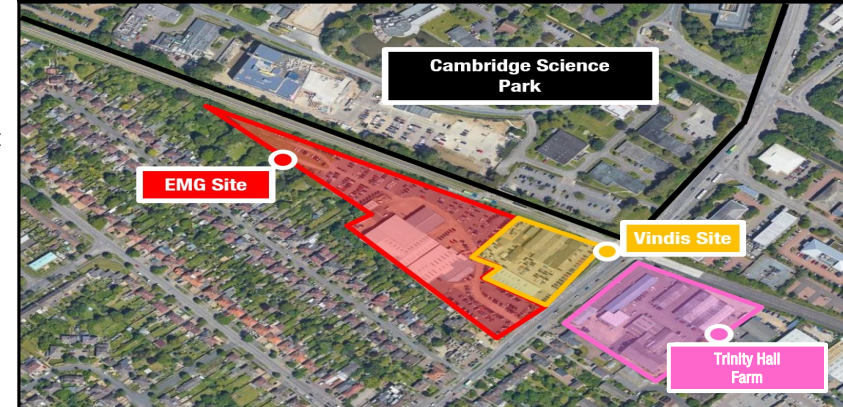 Cambridge Science
Park
EMG Site
Vindis Site
Trinity Hall
Farm